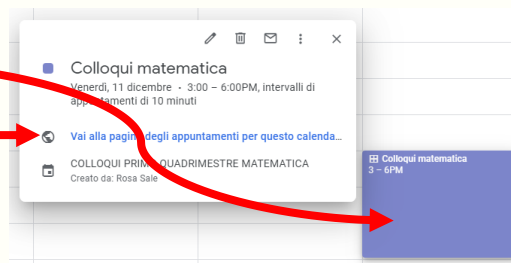 Colloqui matematica
Venerdì, 11 dicembre • 3:00 – 6:00PM, intervalli di
appuntamenti di 10 minuti
Vai alla pagina degli appuntamenti per questo calenda...
COLLOQUI PRIMO QUADRIMESTRE MATEMATICA
Creato da: Rosa Sale
Colloqui matematica
3 – 6PM